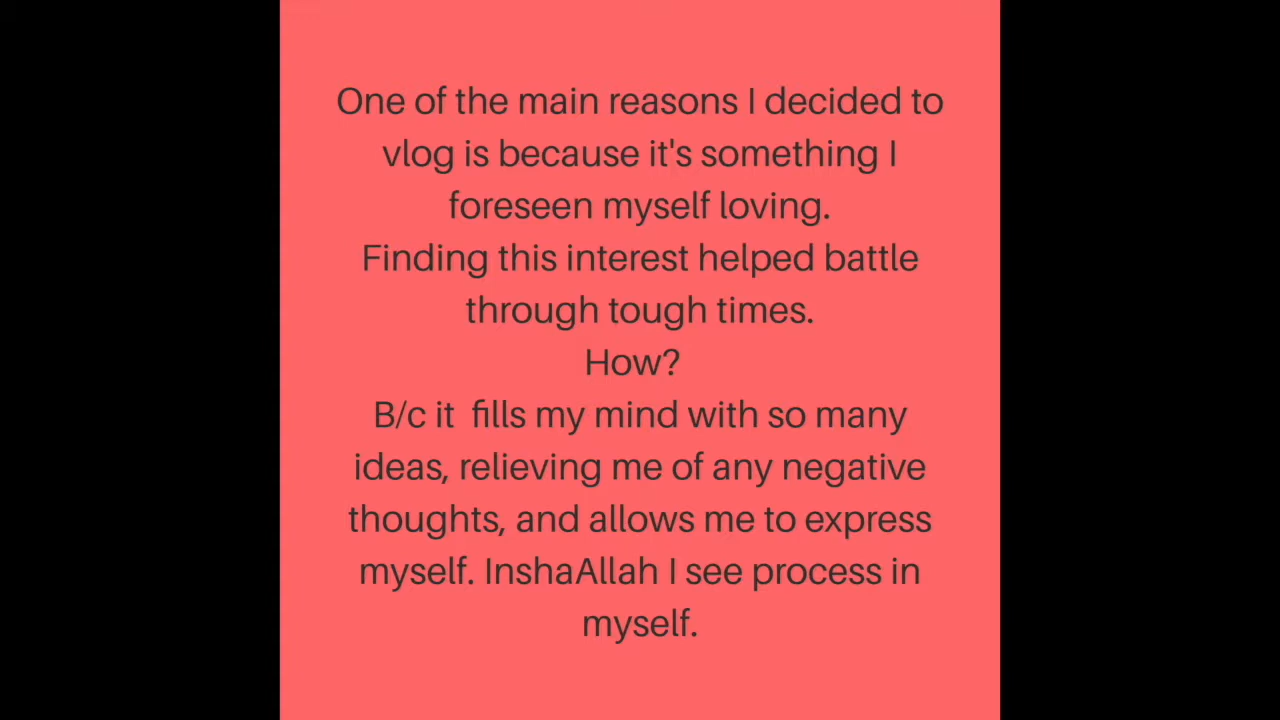 One of the main reasons I decided to
vlog is because it's something I
foreseen myself loving.
Finding this interest helped battle
through tough times.
How?
B/c it  fills my mind with so many
ideas, relieving me of any negative
thoughts, and allows me to express
myself. InshaAllah I see process in
myself.